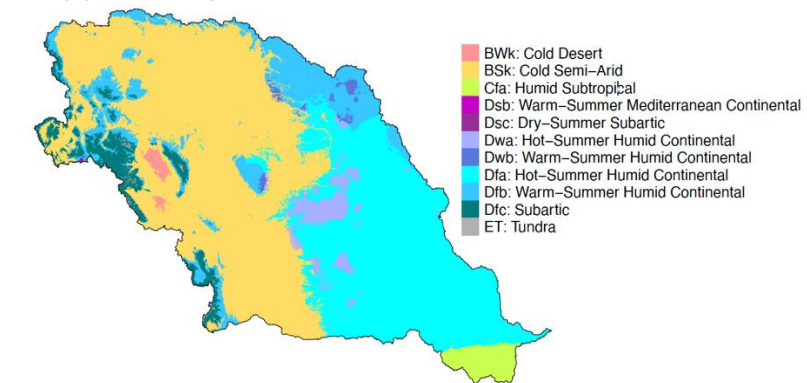 BWk: Cold Desert
BSk: Cold Semi-Arid
Cfa: Humid Subtropical
Dsb: Warm-Summer Mediterranean Continental
Dsc: Dry-Summer Subartic
Dwa: Hot-Summer Humid Continental
Dwb: Warm-Summer Humid Continental
Dfa: Hot-Summer Humid Continental
Dfb: Warm-Summer Humid Continental
Dfc: Subartic
ET: Tundra